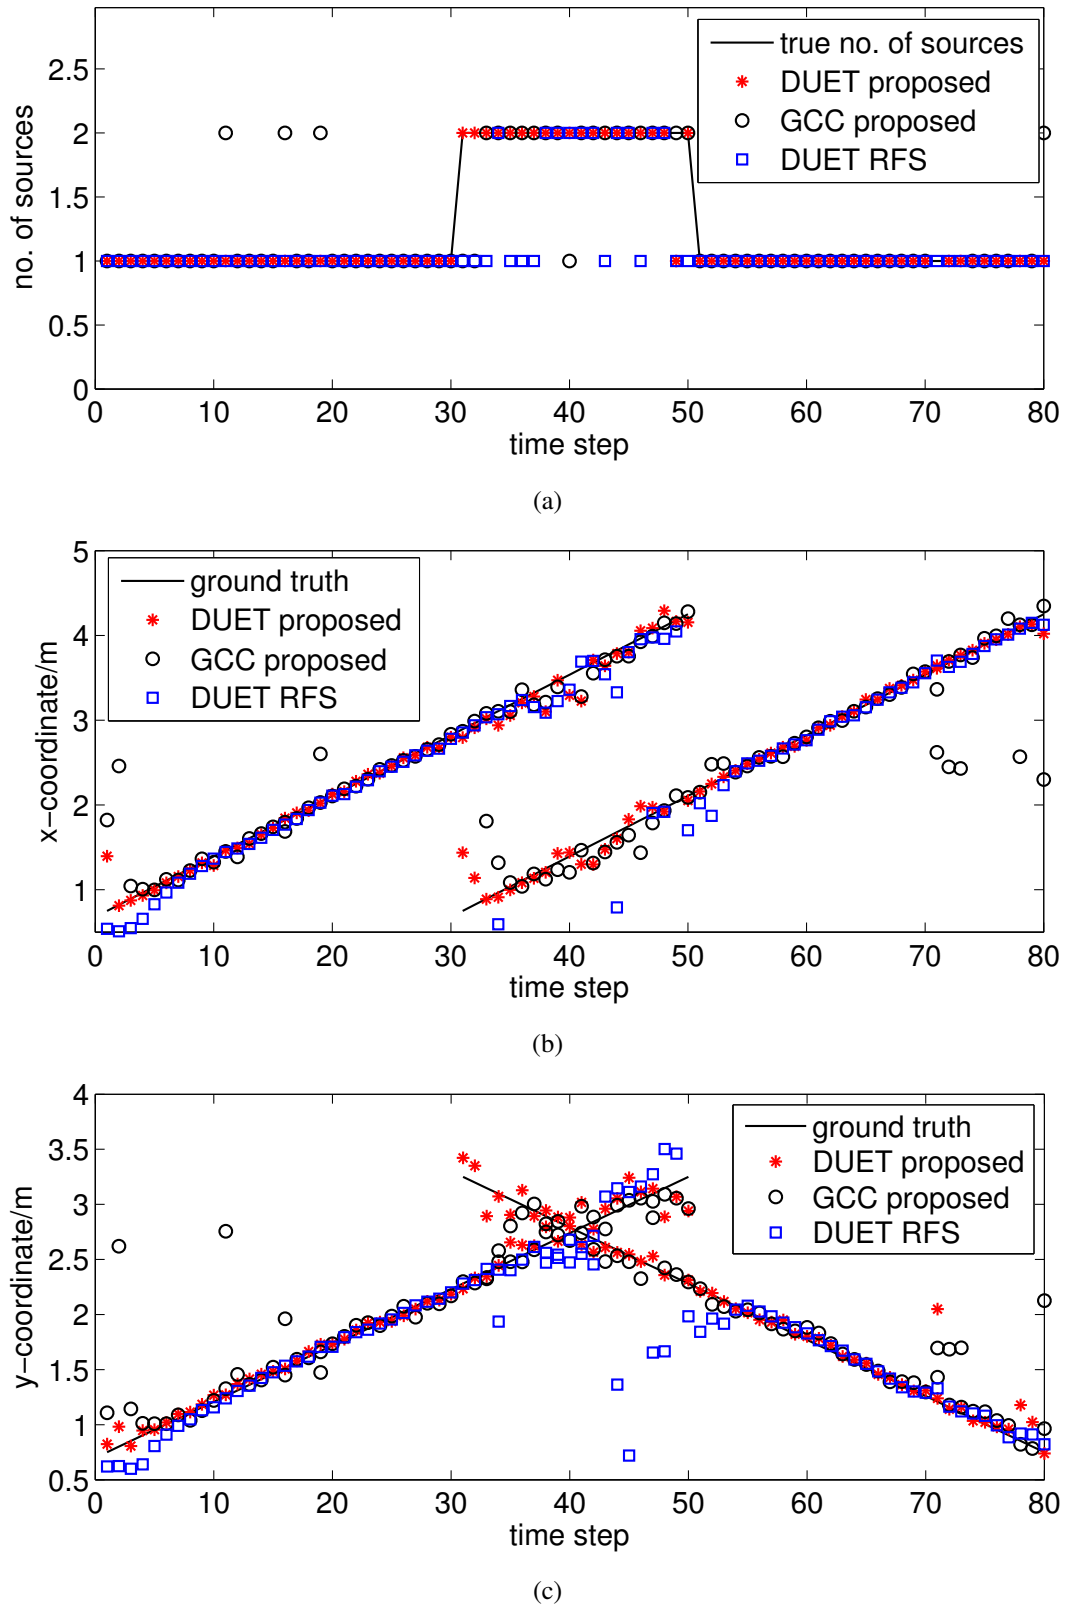 2.5
2
1.5
1
0.5
0
no. of sources
true no. of sources
DUET proposed
GCC proposed
DUET RFS
0 10 20 30 40 50 60 70 80
time step
(a)
5
4
3
2
1
x-coordinate/m
ground truth
DUET proposed
GCC proposed
DUET RFS
0 10 20 30 40 50 60 70 80
time step
(b)
4
3.5
3
2.5
2
1.5
1
0.5
y-coordinate/m
ground truth
DUET proposed
GCC proposed
DUET RFS
0 10 20 30 40 50 60 70 80
time step
(c)